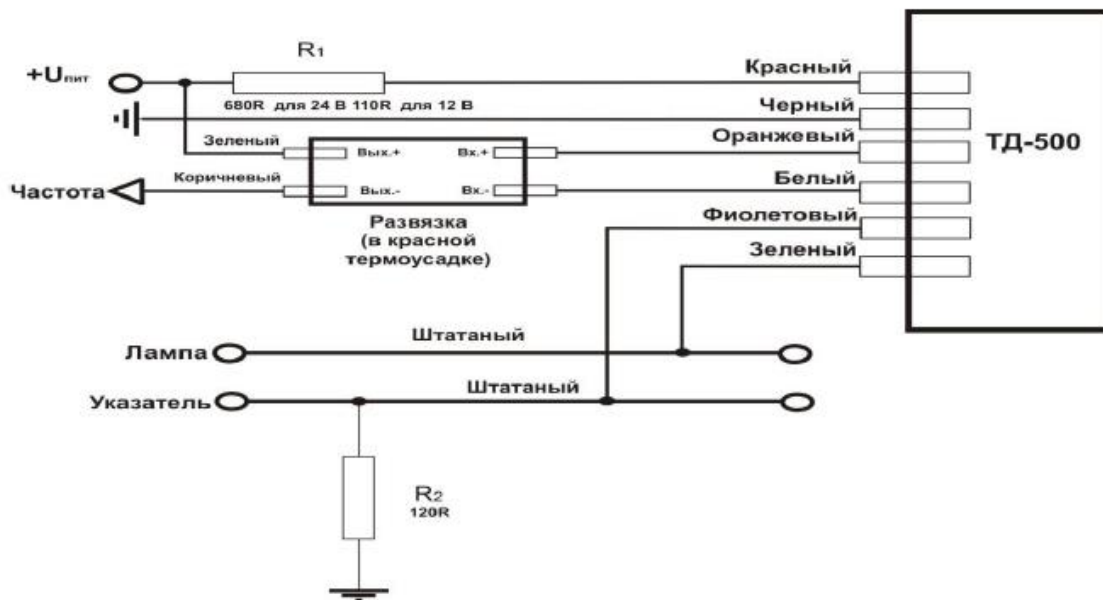 R1
+Uпит
Красный
680R для 24 В 110R для 12 В
Черный
Зеленый
Вых.+
Вх.+
Оранжевый
ТД-500
Частота
Коричневый
Вых.-
Вх.-
Белый
Развязка
(в красной
термоусадке)
Фиолетовый
Зеленый
Лампа
Штатаный
Указатель
Штатаный
R2
120R